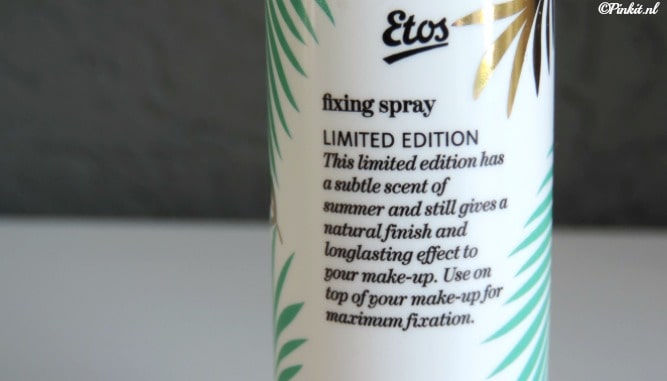 ©Pinkit.nl
Etos
fixing spray
LIMITED EDITION
This limited edition has
a subtle scent of
summer and still gives a
natural finish and
longlasting effect to
your make-up. Use on
top of your make-up for
maximum fixation.